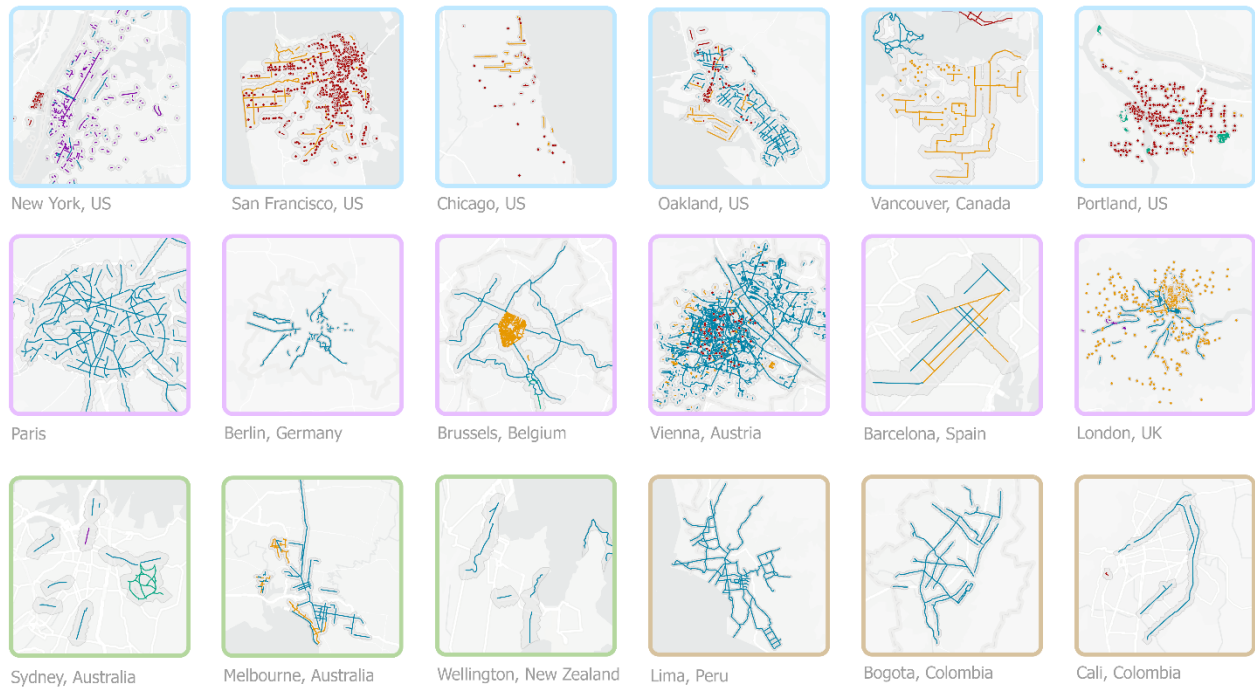 New York, US
San Francisco, US
Chicago, US
Oakland, US
Vancouver, Canada
Portland, US
Paris
Berlin, Germany
Brussels, Belgium
Vienna, Austria
Barcelona, Spain
London, UK
Sydney, Australia
Melbourne, Australia
Wellington, New Zealand
Lima, Peru
Bogota, Colombia
Cali, Colombia